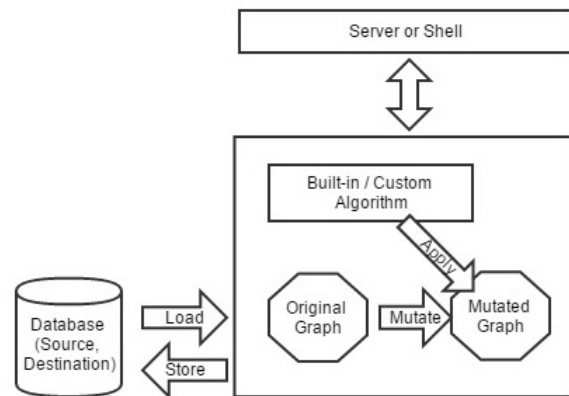 Server or Shell
Built-in / Custom
Algorithm
Apply
Original
Graph
Mutate
Mutated
Graph
Database
(Source,
Destination)
Load
Store